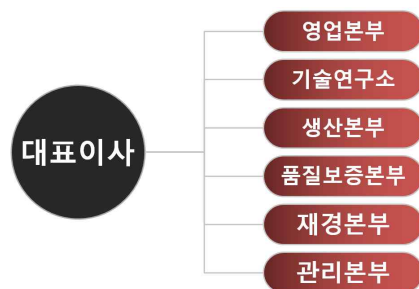 대표이사
영업본부
기술연구소
생산본부
품질보증본부
재경본부
관리본부